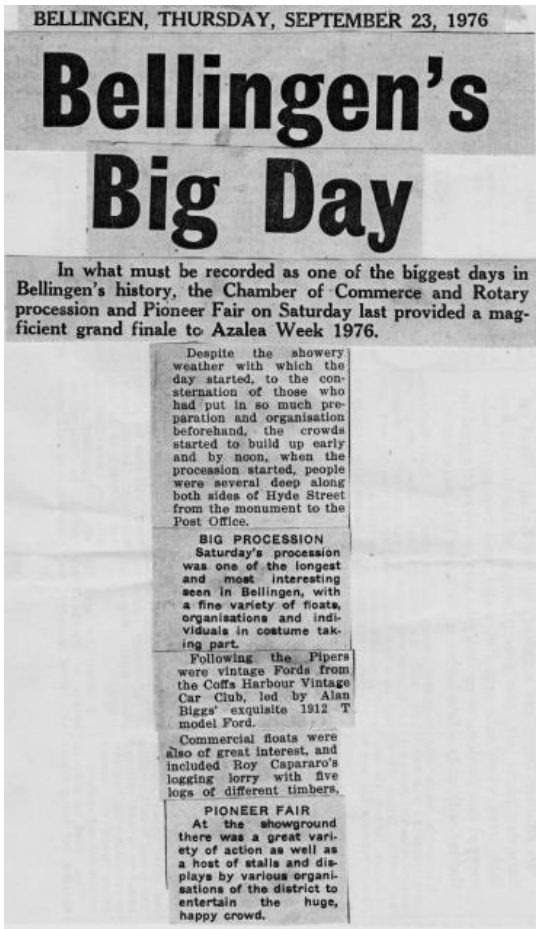 BELLINGEN, THURSDAY, SEPTEMBER 23, 1976
Bellingen's
Big Day
In what must be recorded as one of the biggest days in
Bellingen's history, the Chamber of Commerce and Rotary
procession and Pioneer Fair on Saturday last provided a mag-
ficient grand finale to Azalea Week 1976.
Despite the showery
weather with which the
day started, to the con-
sternation of those who
had put in so much pre-
paration and organisation
beforehand, the crowds
started to build up early
and by noon, when the
procession started, people
were several deep along
both sides of Hyde Street
from the monument to the
Post Office.
BIG PROCESSION
Saturday's procession
was one of the longest
and most interesting
seen in Bellingen, with
a fine variety of floats,
organisations and indi-
viduals in costume tak-
ing part.
Following the Pipers
were vintage Fords from
the Coffs Harbour Vintage
Car Club, led by Alan
Biggs' exquisite 1912 T
model Ford.
Commercial floats were
also of great interest, and
included Roy Capararo's
logging lorry with five
logs of different timbers,
PIONEER FAIR
At the showground
there was a great vari-
ety of action as well as
a host of stalls and dis-
plays by various organi-
sations of the district to
entertain the huge,
happy crowd.